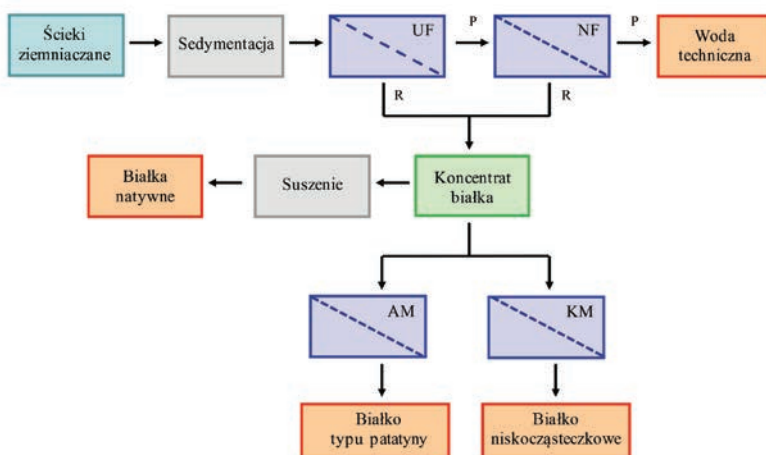 Ścieki
ziemniaczane
Sedymentacja
UF
P
NF
P
Woda
techniczna
R
R
Białka
natywne
Suszenie
Koncentrat
białka
AM
KM
Białko
typu patatyny
Białko
niskocząsteczkowe